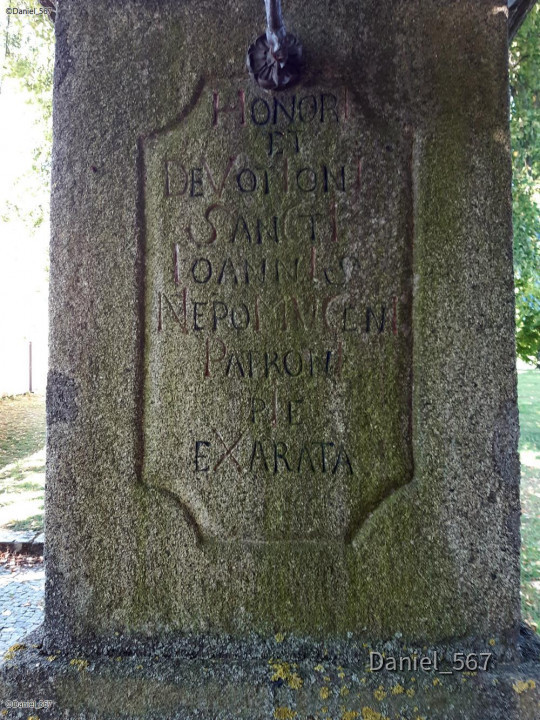 ©Daniel_567
HONORI
ET
DEVOTIONI
SANCTI
IOANNIS
NEPOMVCENI
PATRONI
PIE
EXARATA
Daniel_567
©Daniel_567